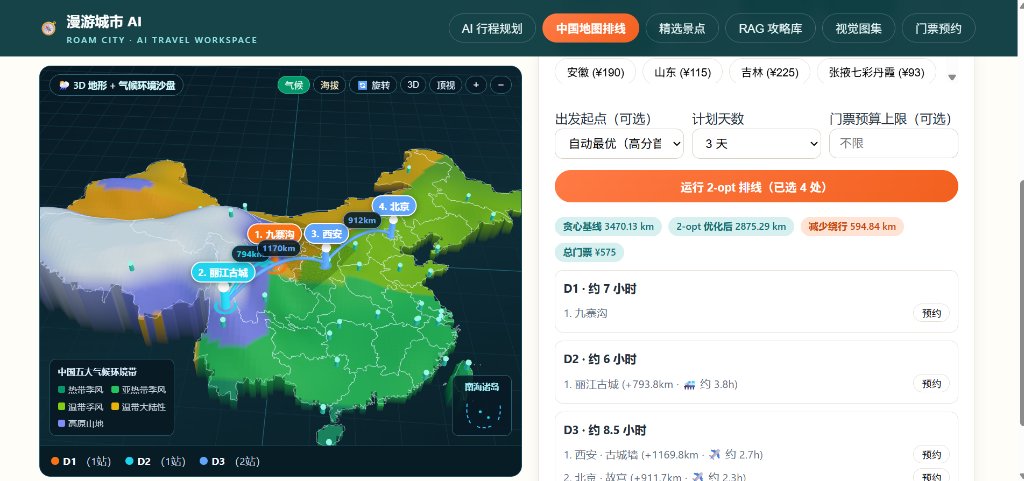 漫游城市 AI
ROAM CITY · AI TRAVEL WORKSPACE
AI 行程规划
中国地图排线
精选景点
RAG 攻略库
视觉图集
门票预约
3D 地形 + 气候环境沙盘
气候
海拔
旋转
3D
顶视
+
−
4. 北京
912km
1. 九寨沟
3. 西安
794km
1170km
2. 丽江古城
中国五大气候环境带
热带季风
亚热带季风
温带季风
温带大陆性
高原山地
南海诸岛
D1 (1站)
D2 (1站)
D3 (2站)
安徽 (¥190)
山东 (¥115)
吉林 (¥225)
张掖七彩丹霞 (¥93)
出发起点（可选）
计划天数
门票预算上限（可选）
自动最优（高分首
3 天
不限
运行 2-opt 排线（已选 4 处）
贪心基线 3470.13 km
2-opt 优化后 2875.29 km
减少绕行 594.84 km
总门票 ¥575
D1 · 约 7 小时
1. 九寨沟
预约
D2 · 约 6 小时
1. 丽江古城 (+793.8km · 🚙 约 3.8h)
预约
D3 · 约 8.5 小时
1. 西安 · 古城墙 (+1169.8km · ✈️ 约 2.7h)
预约
2. 北京 · 故宫 (+911.7km · ✈️ 约 2.3h)
预约